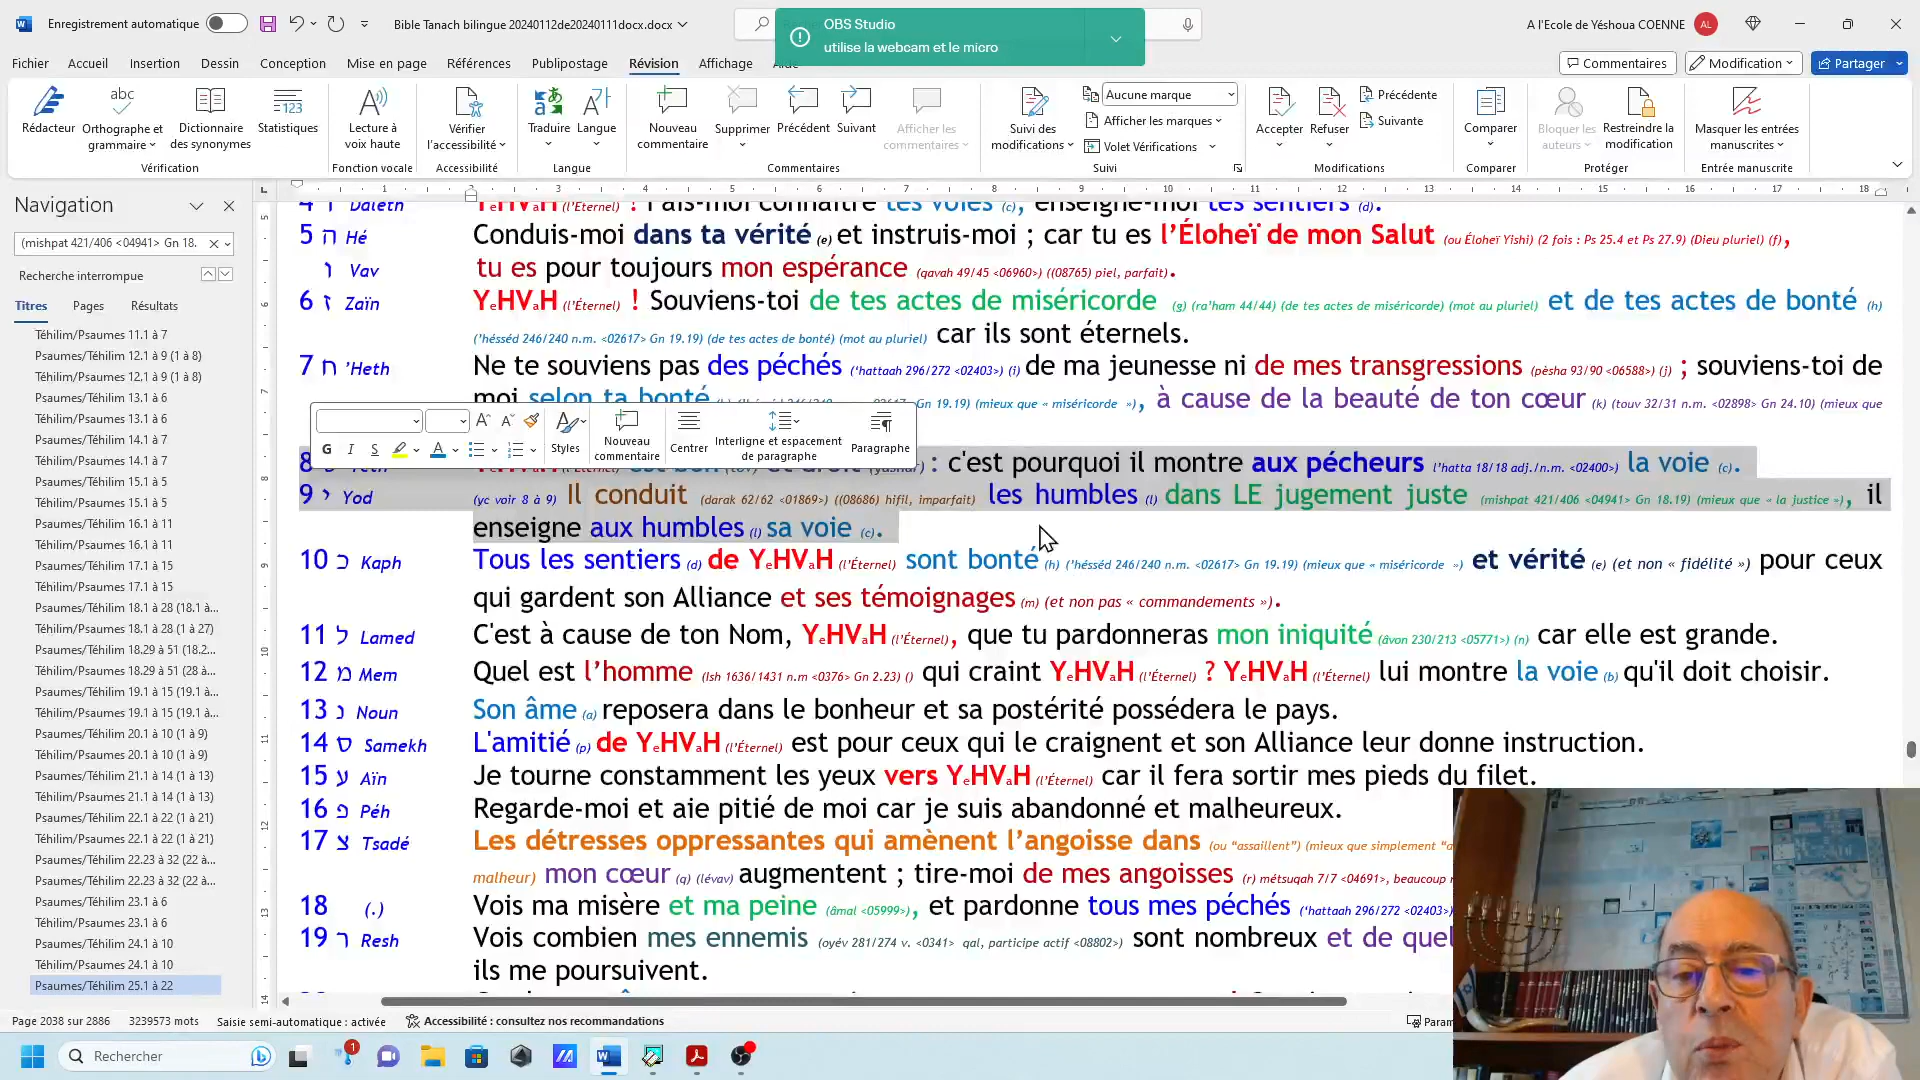 Enregistrement automatique
Bible Tanach bilingue 20240112de20240111docx.docx
OBS Studio
utilise la webcam et le micro
A l'Ecole de Yéshoua COENNE
AL
Fichier Accueil Insertion Dessin Conception Mise en page Références Publipostage Révision Affichage
Commentaires Modification Partager
Rédacteur
Orthographe et grammaire
Dictionnaire des synonymes
Statistiques
Vérification
Lecture à voix haute
Fonction vocale
Vérifier l'accessibilité
Accessibilité
Traduire
Langue
Langue
Nouveau commentaire
Supprimer
Précédent
Suivant
Afficher les commentaires
Commentaires
Suivi des modifications
Aucune marque
Afficher les marques
Volet Vérifications
Suivi
Accepter
Refuser
Précédente
Suivante
Modifications
Comparer
Comparer
Bloquer les auteurs
Restreindre la modification
Protéger
Masquer les entrées manuscrites
Entrée manuscrite
Navigation
(mishpat 421/406 <04941> Gn 18.
Recherche interrompue
Titres Pages Résultats
Téhilim/Psaumes 11.1 à 7
Psaumes/Téhilim 12.1 à 9 (1 à 8)
Téhilim/Psaumes 12,1 à 9 (1 à 8)
Psaumes/Téhilim 13.1 à 6
Téhilim/Psaumes 13.1 à 6
Psaumes/Téhilim 14.1 à 7
Téhilim/Psaumes 14.1 à 7
Psaumes/Téhilim 15.1 à 5
Téhilim/Psaumes 15.1 à 5
Psaumes/Téhilim 16.1 à 11
Téhilim/Psaumes 16.1 à 11
Psaumes/Téhilim 17.1 à 15
Téhilim/Psaumes 17.1 à 15
Psaumes/Téhilim 18.1 à 28 (18.1 à...
Téhilim/Psaumes 18.1 à 28 (1 à 27)
Psaumes/Téhilim 18.29 à 51 (18.2...
Téhilim/Psaumes 18.29 à 51 (28 à...
Psaumes/Téhilim 19.1 à 15 (19.1 à...
Téhilim/Psaumes 19.1 à 15 (19.1 à...
Psaumes/Téhilim 20.1 à 10 (1 à 9)
Téhilim/Psaumes 20.1 à 10 (1 à 9)
Psaumes/Téhilim 21.1 à 14 (1 à 13)
Téhilim/Psaumes 21.1 à 14 (1 à 13)
Psaumes/Téhilim 22.1 à 22 (1 à 21)
Téhilim/Psaumes 22.1 à 22 (1 à 21)
Psaumes/Téhilim 22.23 à 32 (22 à...
Téhilim/Psaumes 22.23 à 32 (22 à...
Psaumes/Téhilim 23.1 à 6
Téhilim/Psaumes 23.1 à 6
Psaumes/Téhilim 24.1 à 10
Téhilim/Psaumes 24.1 à 10
Psaumes/Téhilim 25.1 à 22
4 ד Daleth YeHVaH (l'Éternel) ! Fais-moi connaître tes voies (c), enseigne-moi tes sentiers (d).
5 ה Hé Conduis-moi dans ta vérité (e) et instruis-moi ; car tu es l'Éloheï de mon Salut (ou Éloheï Yishi) (2 fois : Ps 25.4 et Ps 27.9) (Dieu pluriel) (f),
ו Vav tu es pour toujours mon espérance (qavah 49/45 <06960>) ((08765) piel, parfait).
6 ז Zaïn YeHVaH (l'Éternel) ! Souviens-toi de tes actes de miséricorde (g) (ra'ham 44/44) (de tes actes de miséricorde) (mot au pluriel) et de tes actes de bonté (h)
('hésséd 246/240 n.m. <02617> Gn 19.19) (de tes actes de bonté) (mot au pluriel) car ils sont éternels.
7 ח 'Heth Ne te souviens pas des péchés ('hattaah 296/272 <02403>) (i) de ma jeunesse ni de mes transgressions (pèsha 93/90 <06588>) (j) ; souviens-toi de
moi selon ta bonté Gn 19.19) (mieux que « miséricorde »), à cause de la beauté de ton cœur (k) (touv 32/31 n.m. <02898> Gn 24.10) (mieux que
G I S
Styles
Nouveau commentaire
Centrer
Interligne et espacement de paragraphe
Paragraphe
8 : c'est pourquoi il montre aux pécheurs (l'hatta 18/18 adj./n.m. <02400>) la voie (c).
9 י Yod (yc voir 8 à 9) Il conduit (darak 62/62 <01869>) ((08686) hifil, imparfait) les humbles (l) dans LE jugement juste (mishpat 421/406 <04941> Gn 18.19) (mieux que « la justice »), il
enseigne aux humbles (l) sa voie (c).
10 כ Kaph Tous les sentiers (d) de YeHVaH (l'Éternel) sont bonté (h) ('hésséd 246/240 n.m. <02617> Gn 19.19) (mieux que « miséricorde ») et vérité (e) (et non « fidélité ») pour ceux
qui gardent son Alliance et ses témoignages (m) (et non pas « commandements »).
11 ל Lamed C'est à cause de ton Nom, YeHVaH (l'Éternel), que tu pardonneras mon iniquité (âvon 230/213 <05771>) (n) car elle est grande.
12 מ Mem Quel est l'homme (Ish 1636/1431 n.m <0376> Gn 2.23) () qui craint YeHVaH (l'Éternel) ? YeHVaH (l'Éternel) lui montre la voie (b) qu'il doit choisir.
13 נ Noun Son âme (a) reposera dans le bonheur et sa postérité possédera le pays.
14 ס Samekh L'amitié (p) de YeHVaH (l'Éternel) est pour ceux qui le craignent et son Alliance leur donne instruction.
15 ע Aïn Je tourne constamment les yeux vers YeHVaH (l'Éternel) car il fera sortir mes pieds du filet.
16 פ Péh Regarde-moi et aie pitié de moi car je suis abandonné et malheureux.
17 צ Tsadé Les détresses oppressantes qui amènent l'angoisse dans (ou "assaillent") (mieux que simplement "a
malheur) mon cœur (q) (lévav) augmentent ; tire-moi de mes angoisses (r) métsuqah 7/7 <04691>, beaucoup
18 (.) Vois ma misère et ma peine (âmal <05999>), et pardonne tous mes péchés ('hattaah 296/272 <02403>)
19 ר Resh Vois combien mes ennemis (oyév 281/274 v. <0341> qal, participe actif <08802>) sont nombreux et de quel
ils me poursuivent.
Page 2038 sur 2886 3239573 mots Saisie semi-automatique : activée Accessibilité : consultez nos recommandations
Rechercher
1